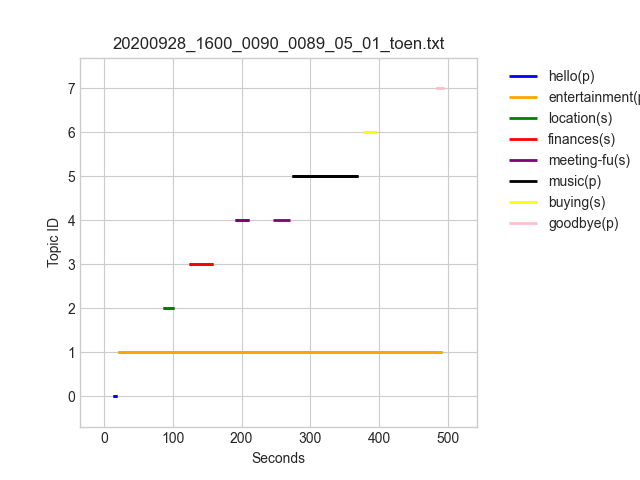 20200928_1600_0090_0089_05_01_toen.txt
7
6
5
4
3
2
1
0
Topic ID
0 100 200 300 400 500
Seconds
hello(p)
entertainment(p
location(s)
finances(s)
meeting-fu(s)
music(p)
buying(s)
goodbye(p)